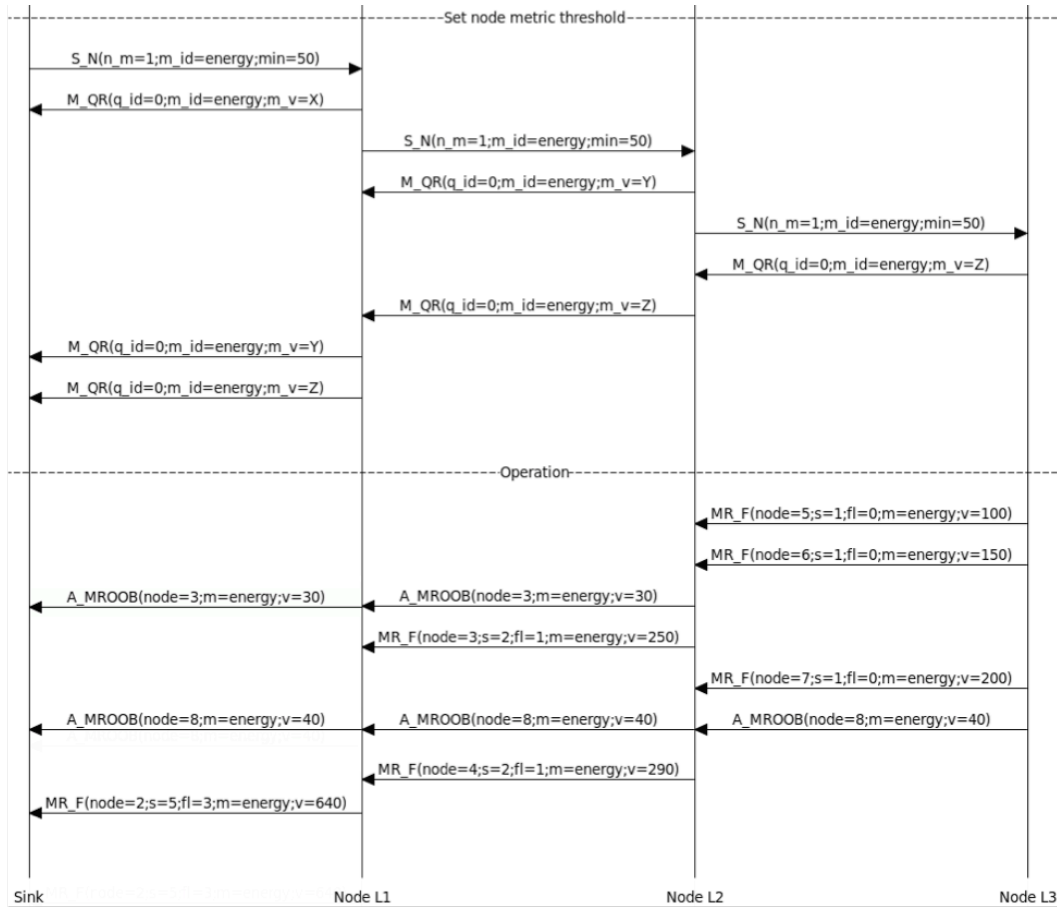 Set node metric threshold
S_N(n_m=1;m_id=energy;min=50)
M_QR(q_id=0;m_id=energy;m_v=X)
S_N(n_m=1;m_id=energy;min=50)
M_QR(q_id=0;m_id=energy;m_v=Y)
S_N(n_m=1;m_id=energy;min=50)
M_QR(q_id=0;m_id=energy;m_v=Z)
M_QR(q_id=0;m_id=energy;m_v=Z)
M_QR(q_id=0;m_id=energy;m_v=Y)
M_QR(q_id=0;m_id=energy;m_v=Z)
Operation
MR_F(node=5;s=1;fl=0;m=energy;v=100)
MR_F(node=6;s=1;fl=0;m=energy;v=150)
A_MROOB(node=3;m=energy;v=30)
A_MROOB(node=3;m=energy;v=30)
MR_F(node=3;s=2;fl=1;m=energy;v=250)
MR_F(node=7;s=1;fl=0;m=energy;v=200)
A_MROOB(node=8;m=energy;v=40)
A_MROOB(node=8;m=energy;v=40)
A_MROOB(node=8;m=energy;v=40)
MR_F(node=4;s=2;fl=1;m=energy;v=290)
MR_F(node=2;s=5;fl=3;m=energy;v=640)
Sink
Node L1
Node L2
Node L3